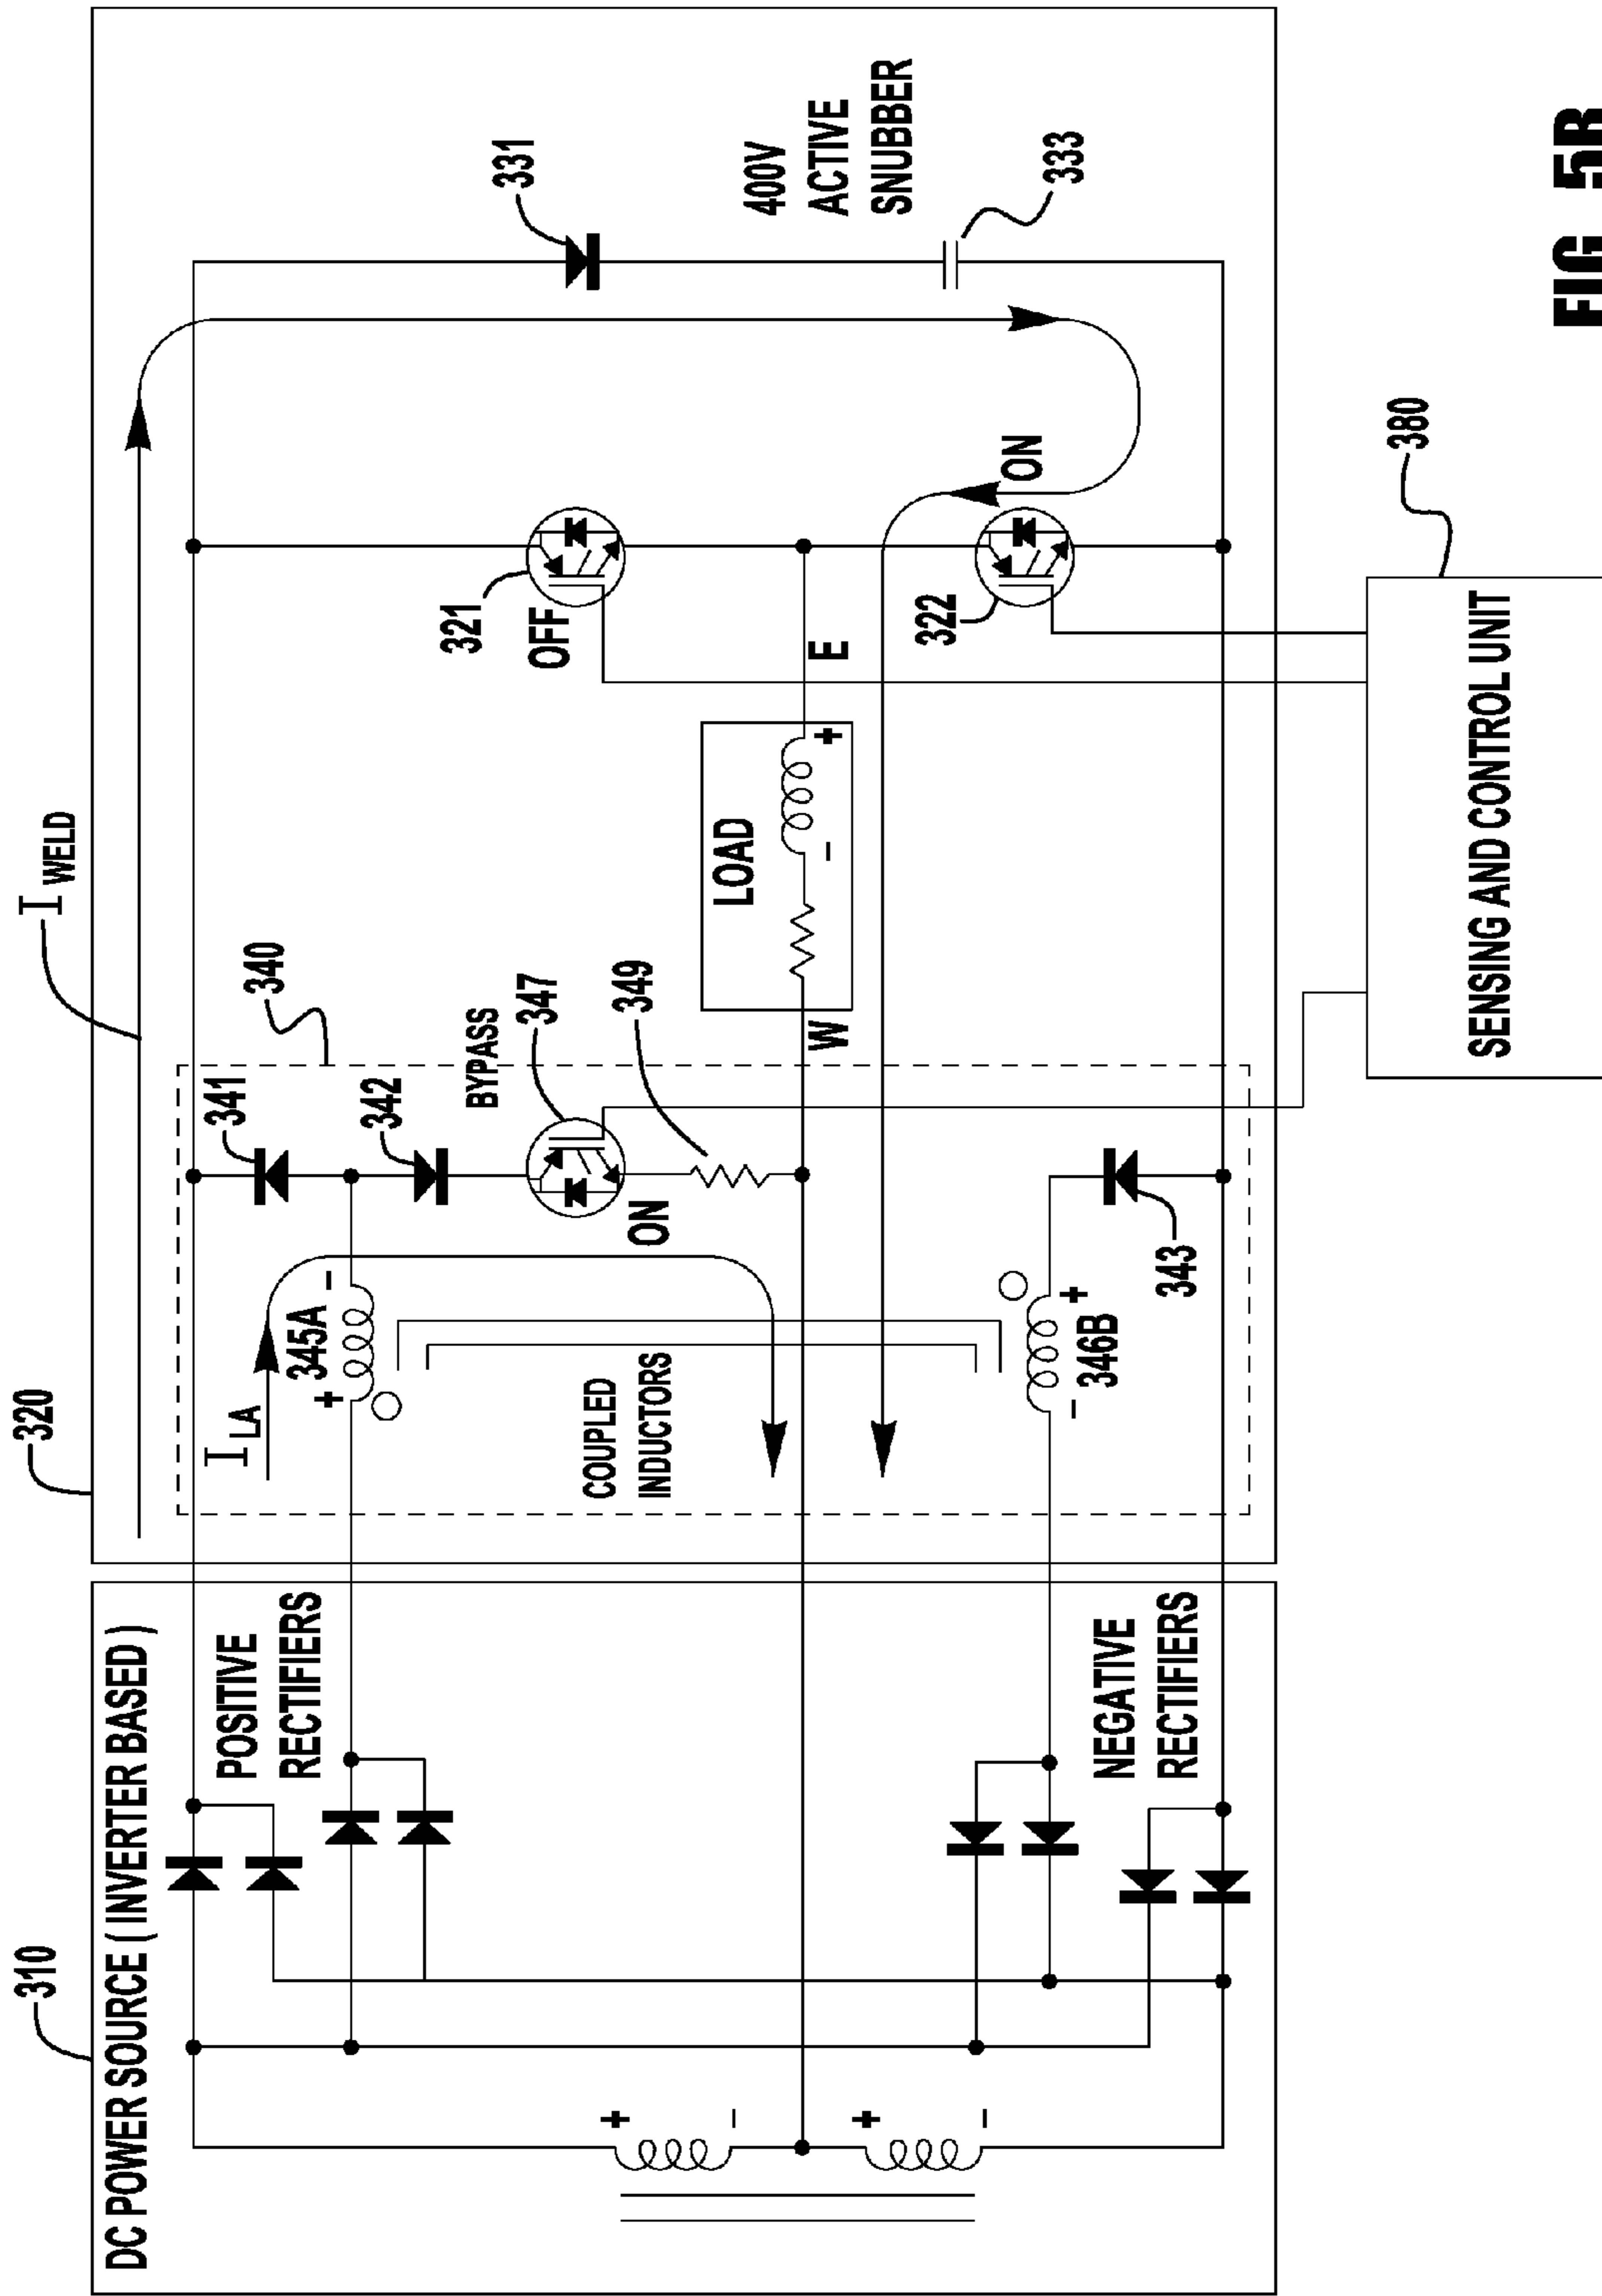 310
320
I WELD
DC POWER SOURCE ( INVERTER BASED )
POSITIVE
RECTIFIERS
NEGATIVE
RECTIFIERS
+
−
+
−
I LA
340
341
342
345A
+
−
BYPASS
347
349
ON
COUPLED
INDUCTORS
346B
−
+
343
LOAD
−
+
W
E
321
OFF
322
ON
331
400V
ACTIVE
SNUBBER
333
380
SENSING AND CONTROL UNIT
FIG. 5B